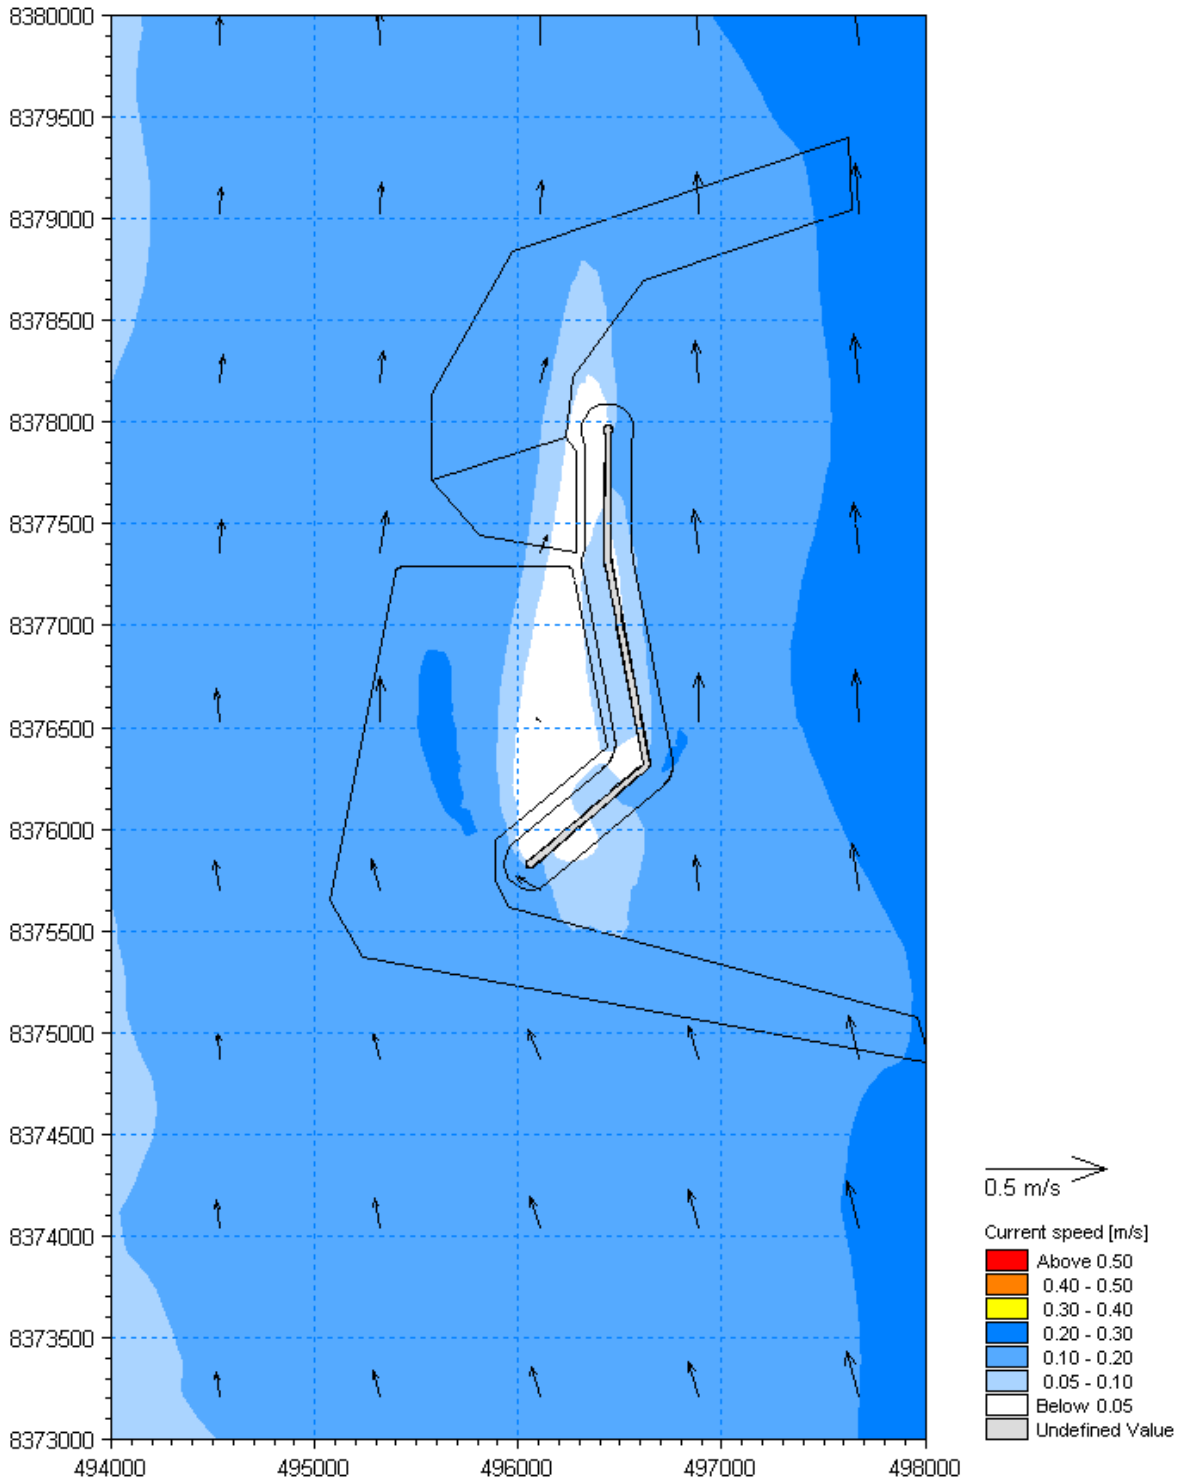 8380000
8379500
8379000
8378500
8378000
8377500
8377000
8376500
8376000
8375500
8375000
8374500
8374000
8373500
8373000
494000 495000 496000 497000 498000
0.5 m/s
Current speed [m/s]
Above 0.50
0.40 - 0.50
0.30 - 0.40
0.20 - 0.30
0.10 - 0.20
0.05 - 0.10
Below 0.05
Undefined Value